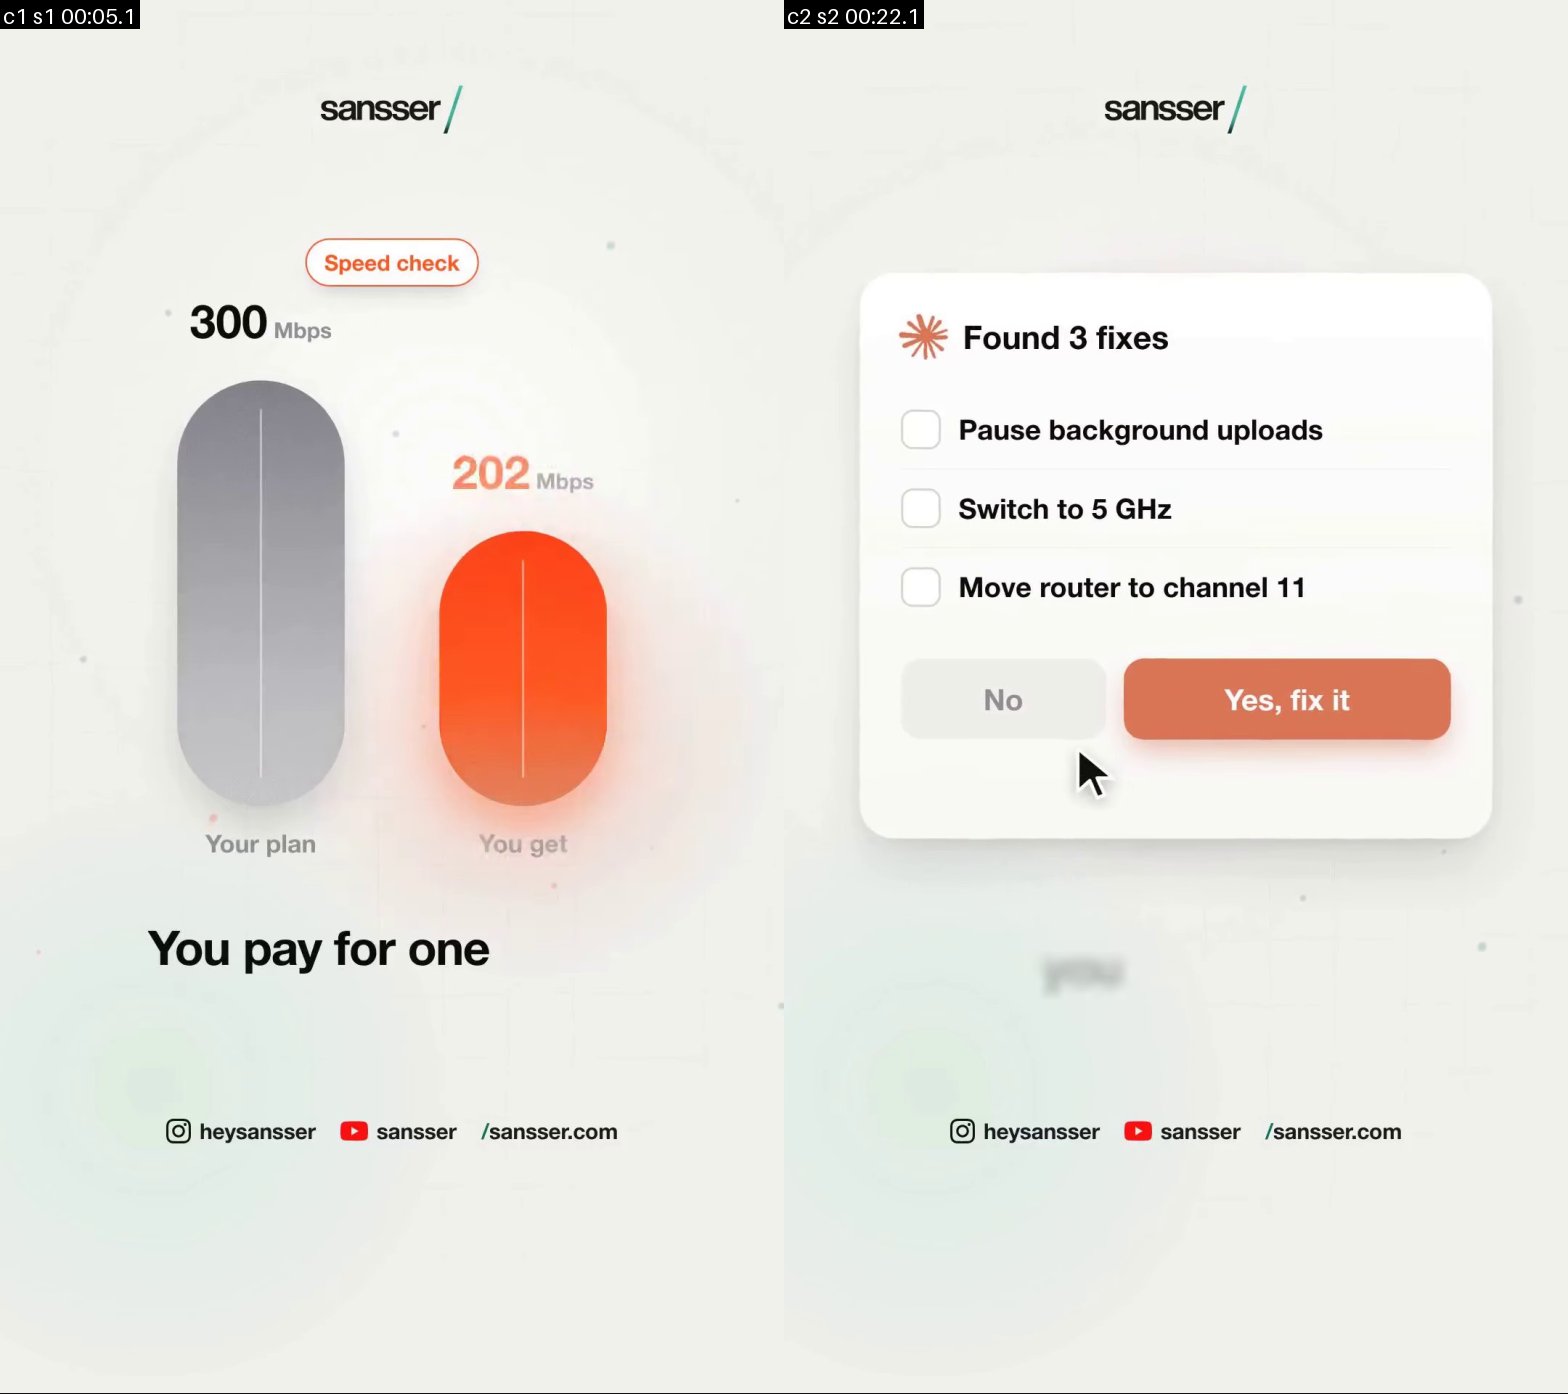 c1 s1 00:05.1
sansser/
Speed check
300 Mbps
202 Mbps
Your plan
You get
You pay for one
heysansser sansser /sansser.com
c2 s2 00:22.1
sansser/
Found 3 fixes
Pause background uploads
Switch to 5 GHz
Move router to channel 11
No
Yes, fix it
you
heysansser sansser /sansser.com